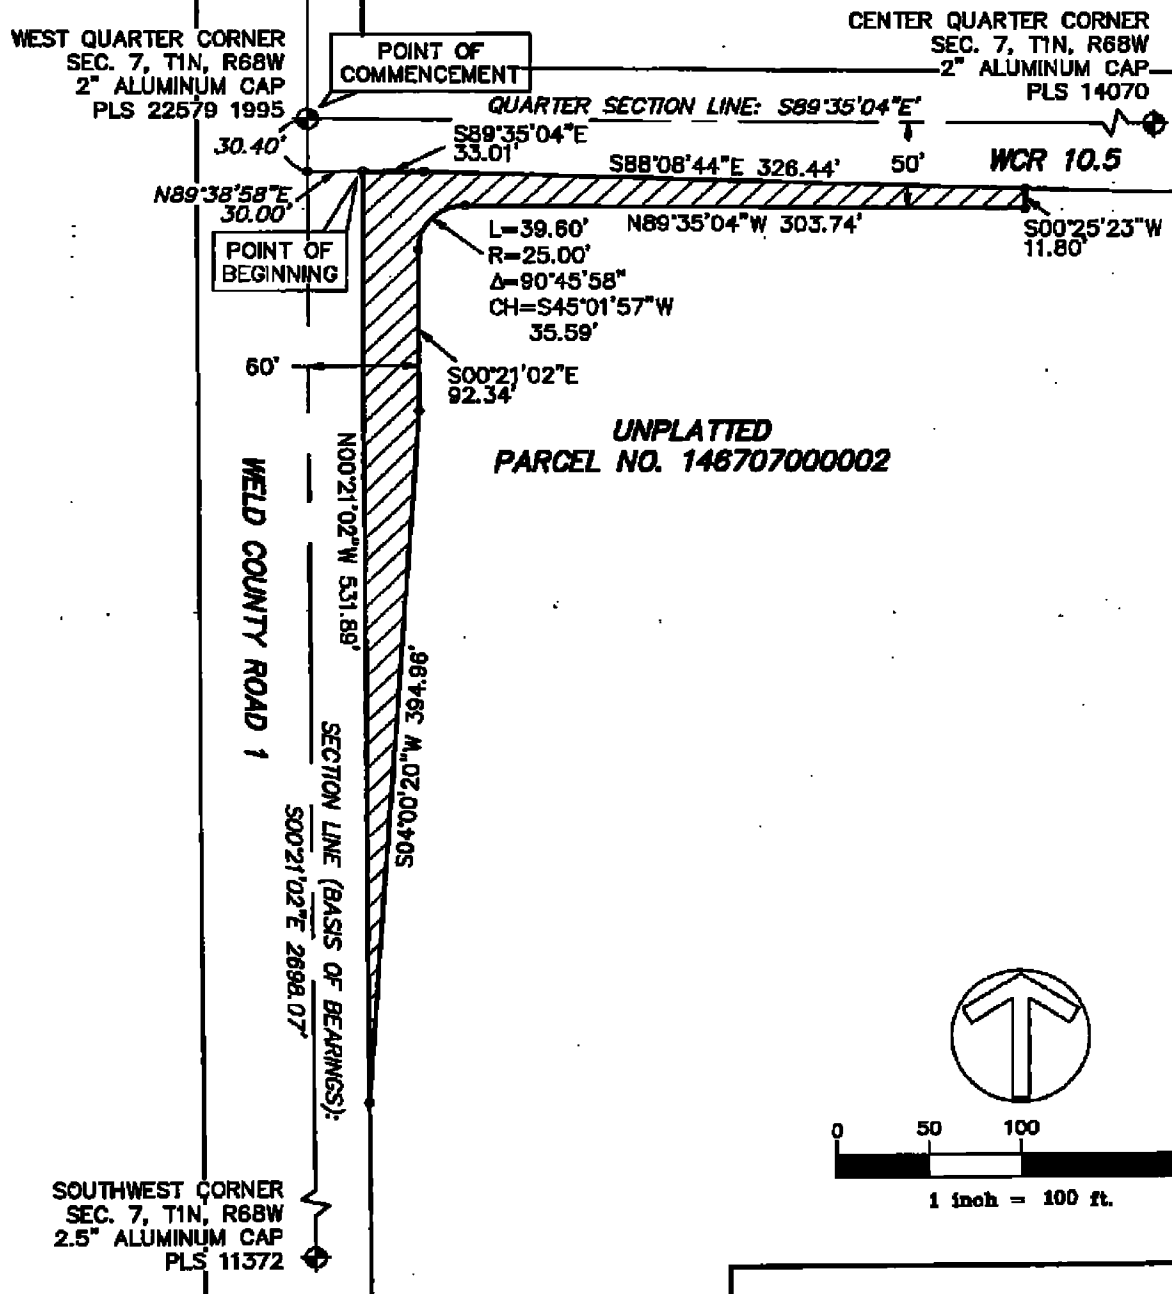 WEST QUARTER CORNER
SEC. 7, T1N, R68W
2" ALUMINUM CAP
PLS 22579 1995
POINT OF
COMMENCEMENT
CENTER QUARTER CORNER
SEC. 7, T1N, R68W
2" ALUMINUM CAP
PLS 14070
QUARTER SECTION LINE: S89°35'04"E
30.40'
S89°35'04"E
33.01'
S88°08'44"E 326.44'
50'
WCR 10.5
N89°38'58"E
30.00'
POINT OF
BEGINNING
N89°35'04"W 303.74'
S00°25'23"W
11.80'
L=39.60'
R=25.00'
Δ=90°45'58"
CH=S45°01'57"W
35.59'
60'
S00°21'02"E
92.34'
UNPLATTED
PARCEL NO. 146707000002
N00°21'02"W 531.89'
WELD COUNTY ROAD 1
S04°00'20"W 394.96'
SECTION LINE (BASIS OF BEARINGS):
S00°21'02"E 2698.07'
0 50 100
1 inch = 100 ft.
SOUTHWEST CORNER
SEC. 7, T1N, R68W
2.5" ALUMINUM CAP
PLS 11372